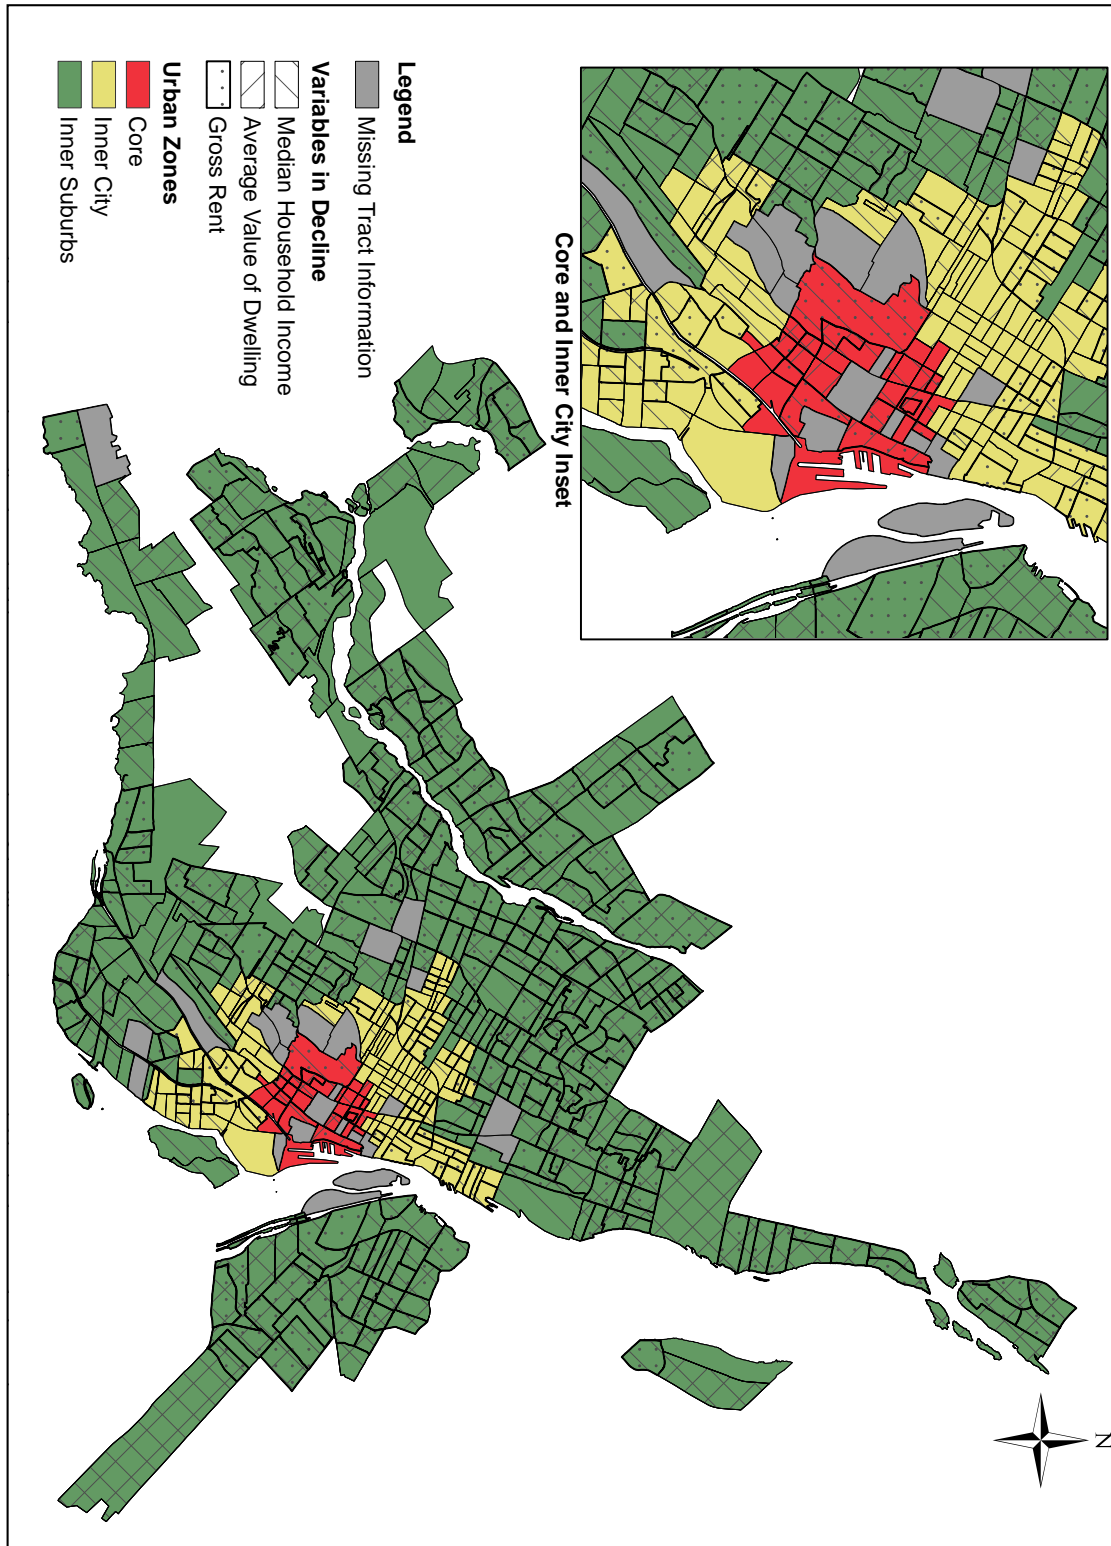 Core and Inner City Inset
Legend
Missing Tract Information
Variables in Decline
Median Household Income
Average Value of Dwelling
Gross Rent
Urban Zones
Core
Inner City
Inner Suburbs
N